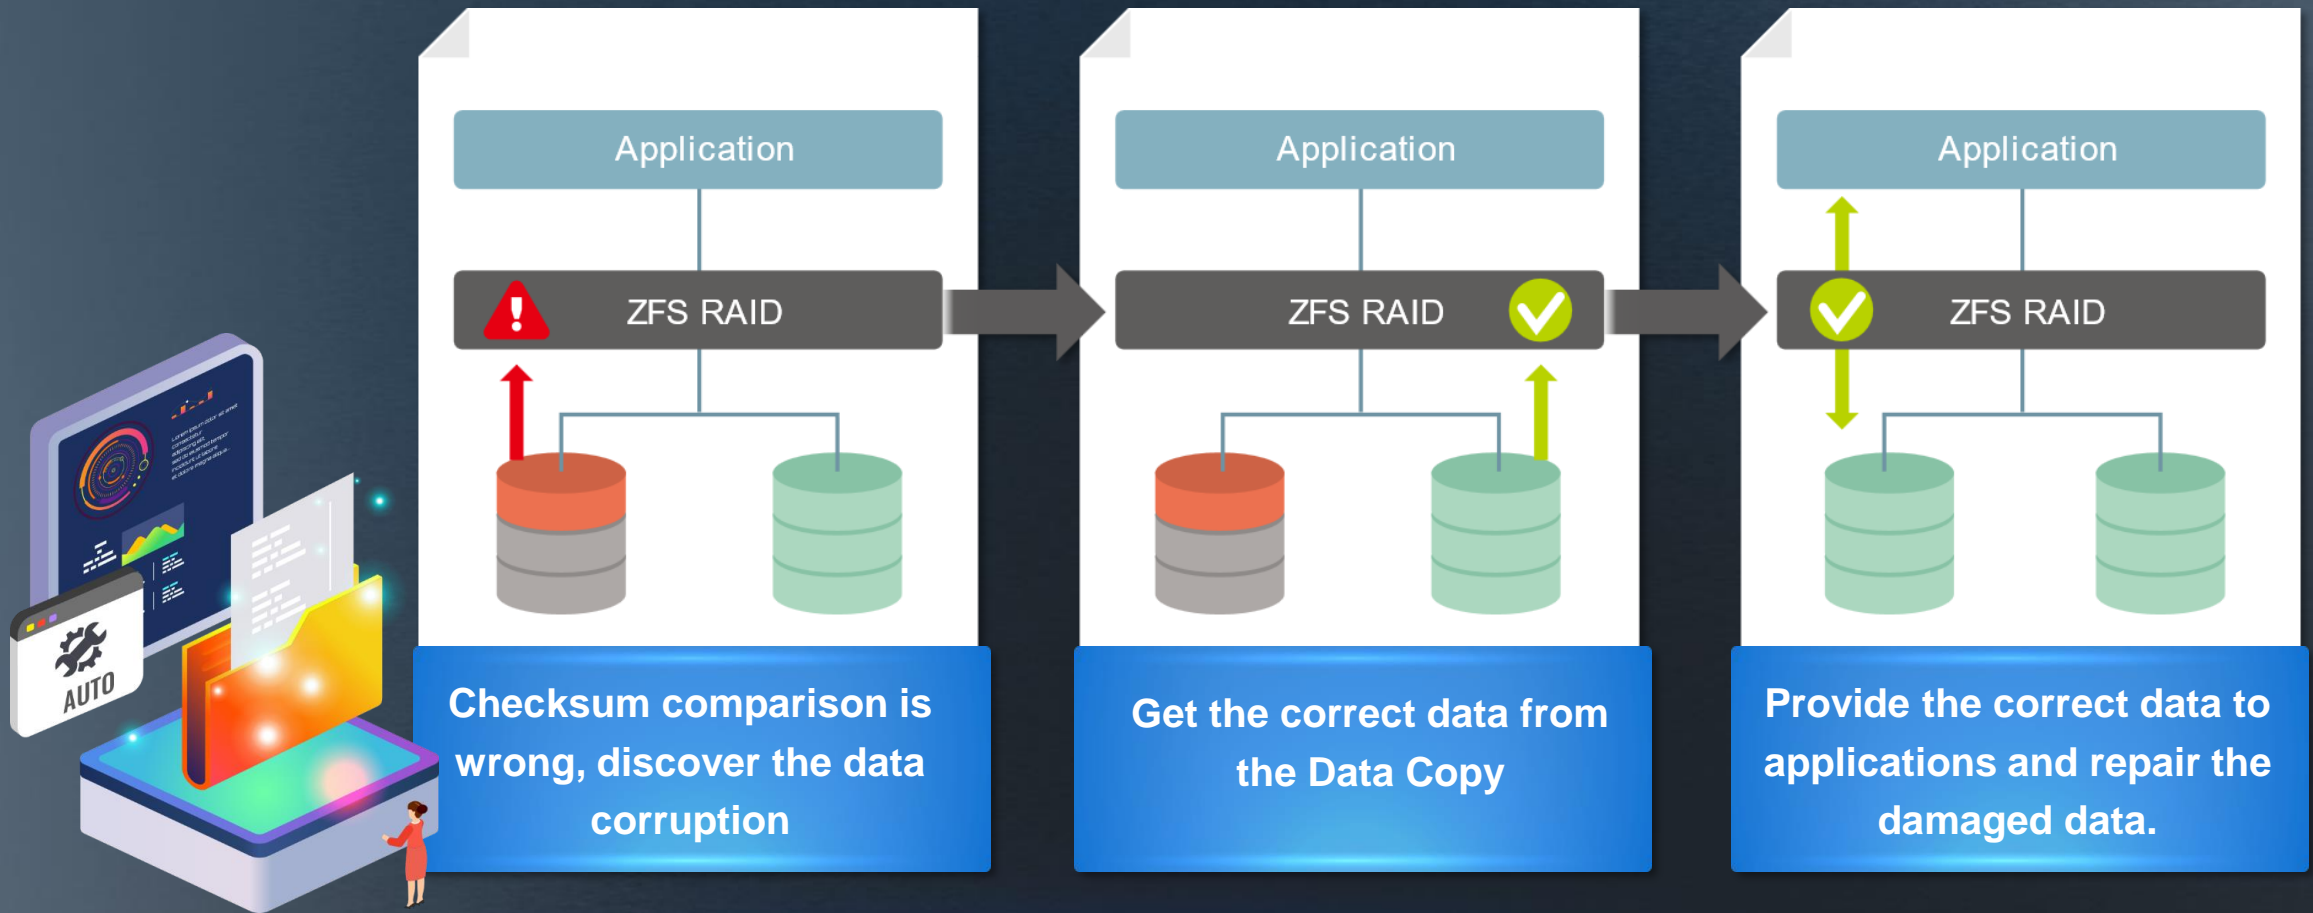 Application
ZFS RAID
Checksum comparison is
wrong, discover the data
corruption
Application
ZFS RAID
Get the correct data from
the Data Copy
Application
ZFS RAID
Provide the correct data to
applications and repair the
damaged data.
AUTO